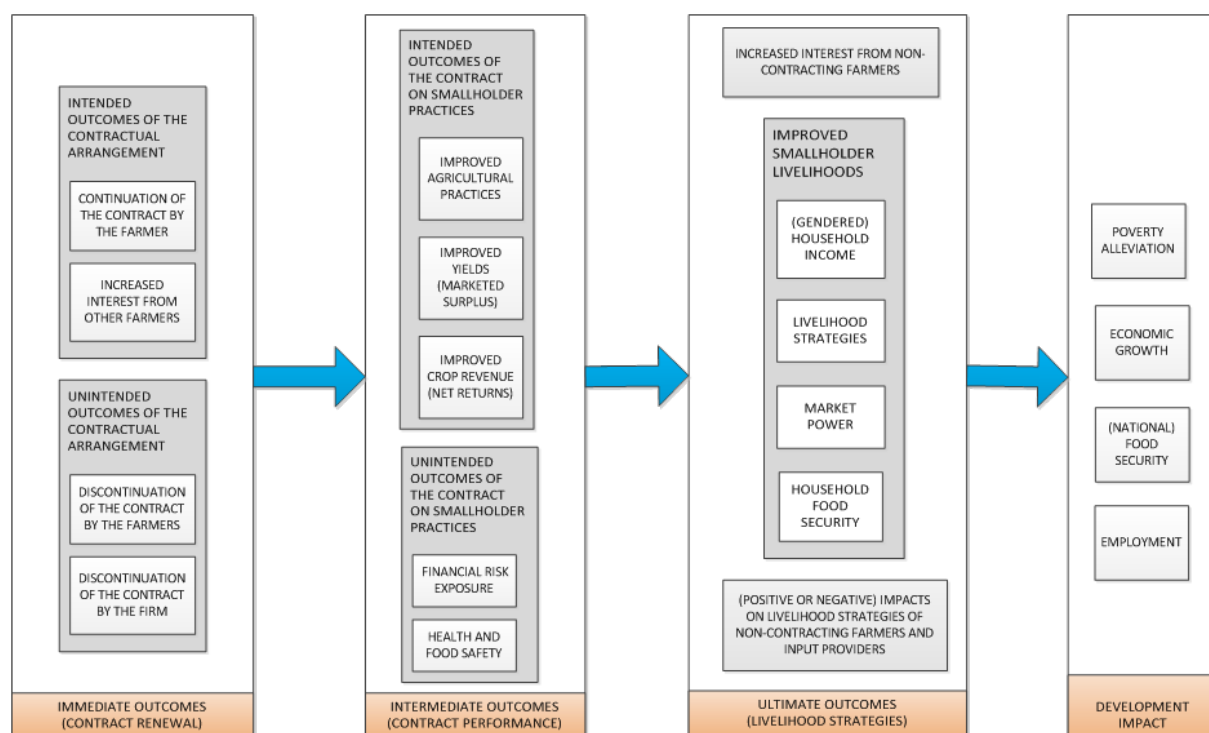 INTENDED
OUTCOMES OF THE
CONTRACTUAL
ARRANGEMENT
CONTINUATION OF
THE CONTRACT BY
THE FARMER
INCREASED
INTEREST FROM
OTHER FARMERS
UNINTENDED
OUTCOMES OF THE
CONTRACTUAL
ARRANGEMENT
DISCONTINUATION
OF THE CONTRACT
BY THE FARMERS
DISCONTINUATION
OF THE CONTRACT
BY THE FIRM
IMMEDIATE OUTCOMES
(CONTRACT RENEWAL)
INTENDED
OUTCOMES OF
THE CONTRACT
ON SMALLHOLDER
PRACTICES
IMPROVED
AGRICULTURAL
PRACTICES
IMPROVED
YIELDS
(MARKETED
SURPLUS)
IMPROVED
CROP REVENUE
(NET RETURNS)
UNINTENDED
OUTCOMES OF
THE CONTRACT
ON SMALLHOLDER
PRACTICES
FINANCIAL RISK
EXPOSURE
HEALTH AND
FOOD SAFETY
INTERMEDIATE OUTCOMES
(CONTRACT PERFORMANCE)
INCREASED INTEREST FROM NON-
CONTRACTING FARMERS
IMPROVED
SMALLHOLDER
LIVELIHOODS
(GENDERED)
HOUSEHOLD
INCOME
LIVELIHOOD
STRATEGIES
MARKET
POWER
HOUSEHOLD
FOOD
SECURITY
(POSITIVE OR NEGATIVE) IMPACTS
ON LIVELIHOOD STRATEGIES OF
NON-CONTRACTING FARMERS AND
INPUT PROVIDERS
ULTIMATE OUTCOMES
(LIVELIHOOD STRATEGIES)
POVERTY
ALLEVIATION
ECONOMIC
GROWTH
(NATIONAL)
FOOD
SECURITY
EMPLOYMENT
DEVELOPMENT
IMPACT